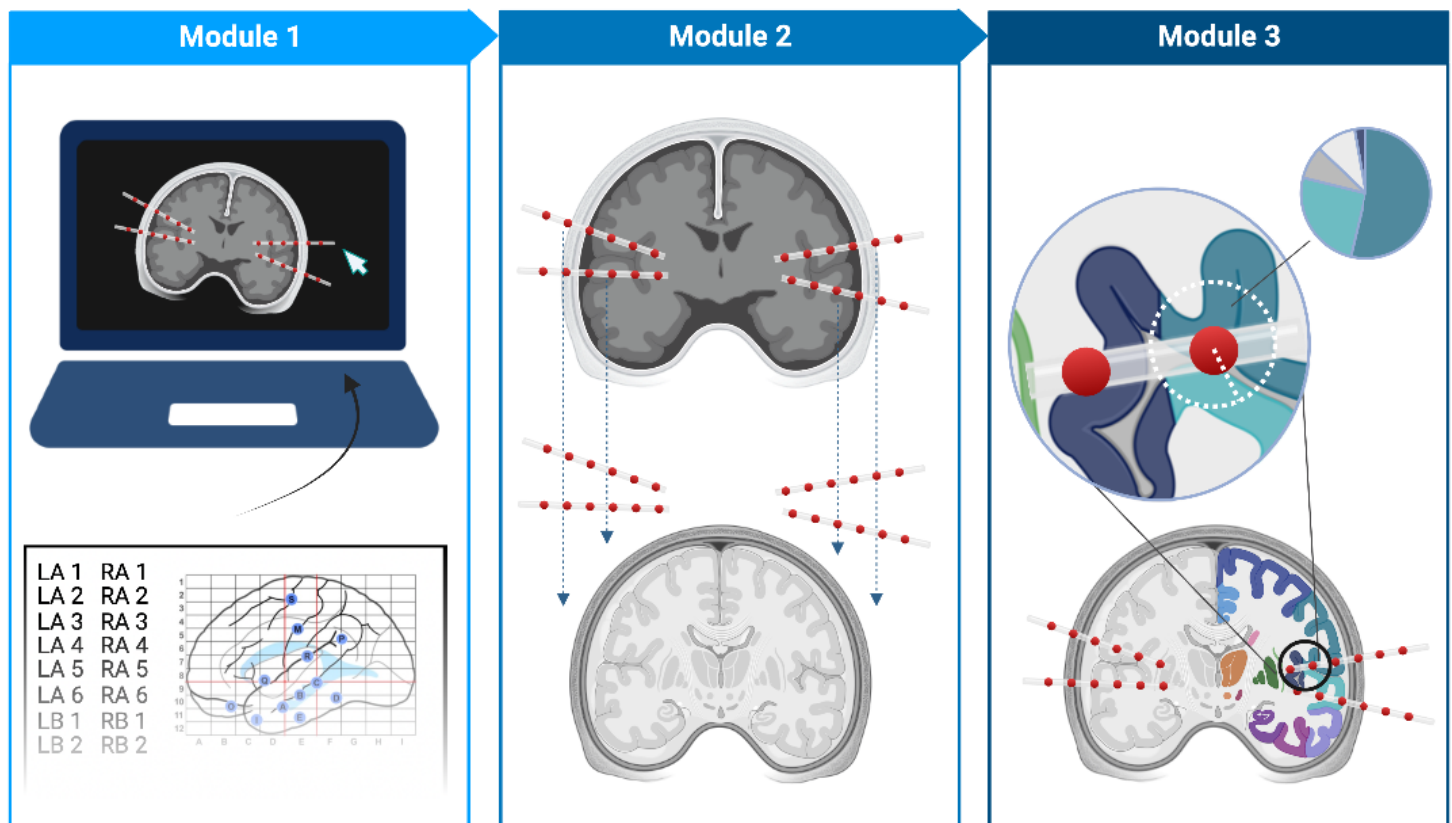 Module 1
Module 2
Module 3
LA 1 RA 1
LA 2 RA 2
LA 3 RA 3
LA 4 RA 4
LA 5 RA 5
LA 6 RA 6
LB 1 RB 1
LB 2 RB 2
1
2
3
4
5
6
7
8
9
10
11
12
S
M
P
R
Q
C
B
D
O
A
T
E
A B C D E F G H I